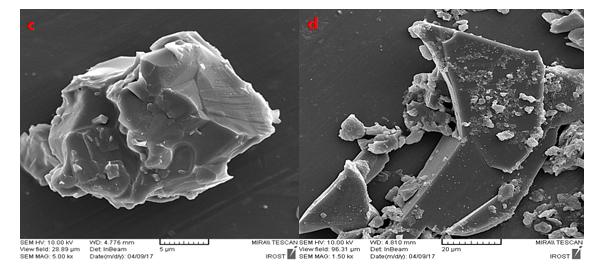 c
d
SEM HV: 10.00 kV WD: 4.776 mm MIRA\\ TESCAN
View field: 28.89 µm Det: InBeam 5 µm
SEM MAG: 5.00 kx Date(m/d/y): 04/09/17 IROST
SEM HV: 10.00 kV WD: 4.810 mm MIRA\\ TESCAN
View field: 96.31 µm Det: InBeam 20 µm
SEM MAG: 1.50 kx Date(m/d/y): 04/09/17 IROST